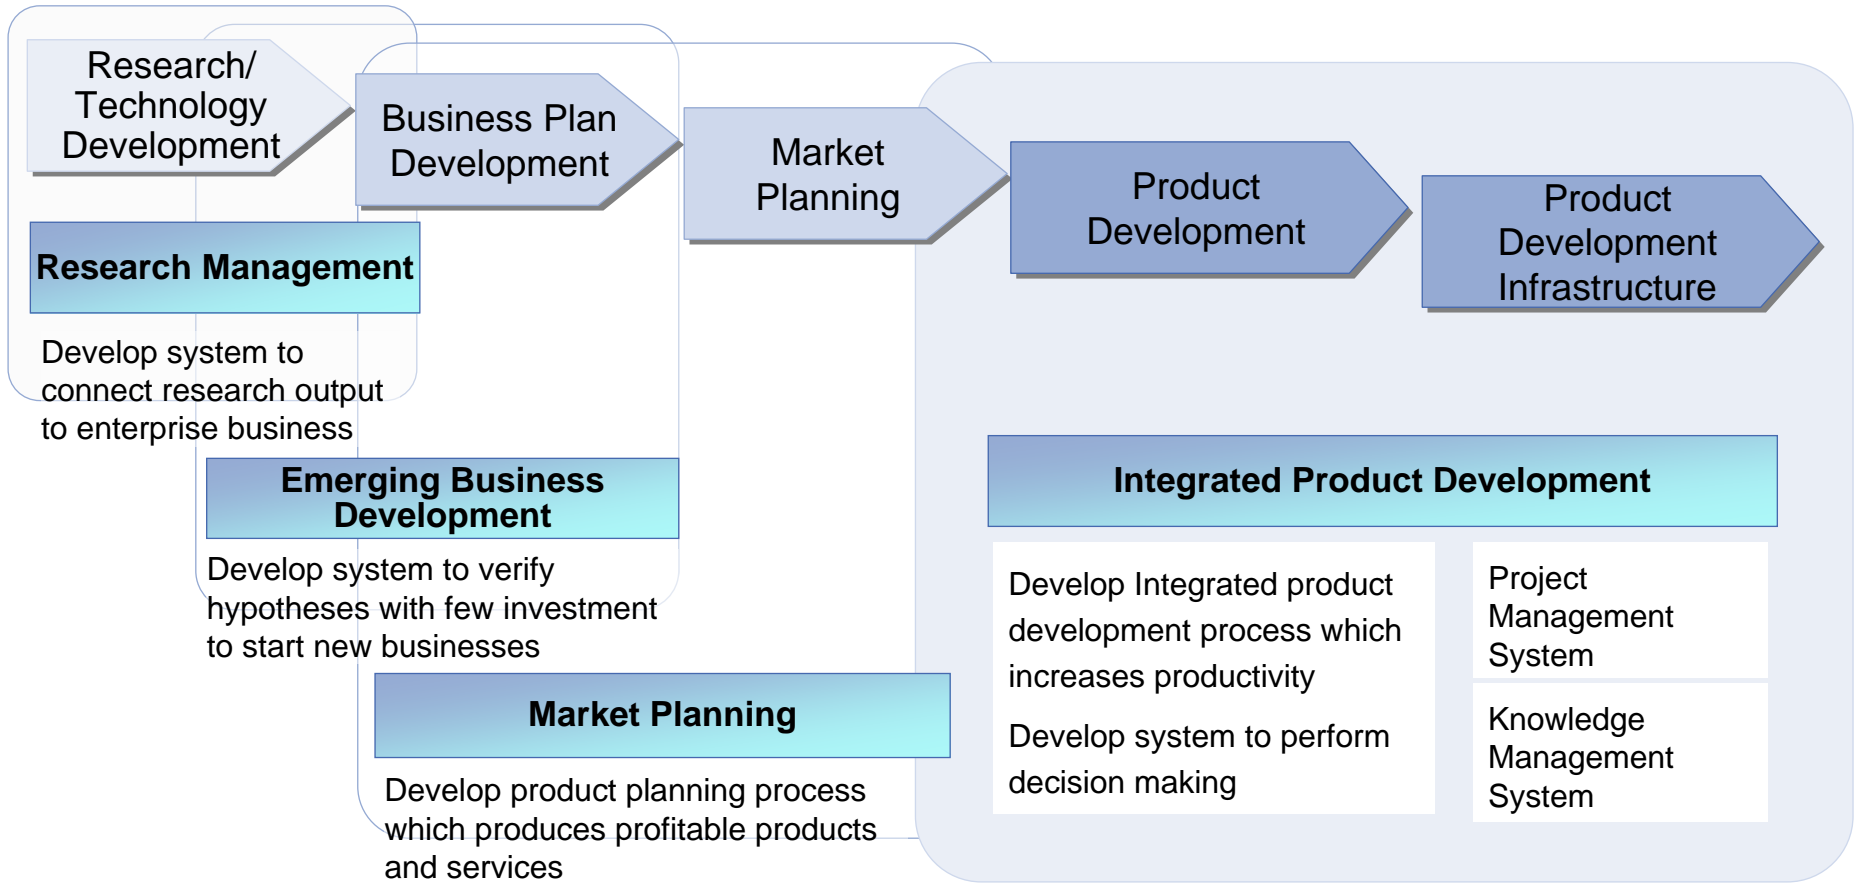 Research/
Technology
Development
Business Plan
Development
Market
Planning
Product
Development
Product
Development
Infrastructure
Research Management
Develop system to
connect research output
to enterprise business
Emerging Business
Development
Develop system to verify
hypotheses with few investment
to start new businesses
Market Planning
Develop product planning process
which produces profitable products
and services
Integrated Product Development
Develop Integrated product
development process which
increases productivity
Develop system to perform
decision making
Project
Management
System
Knowledge
Management
System